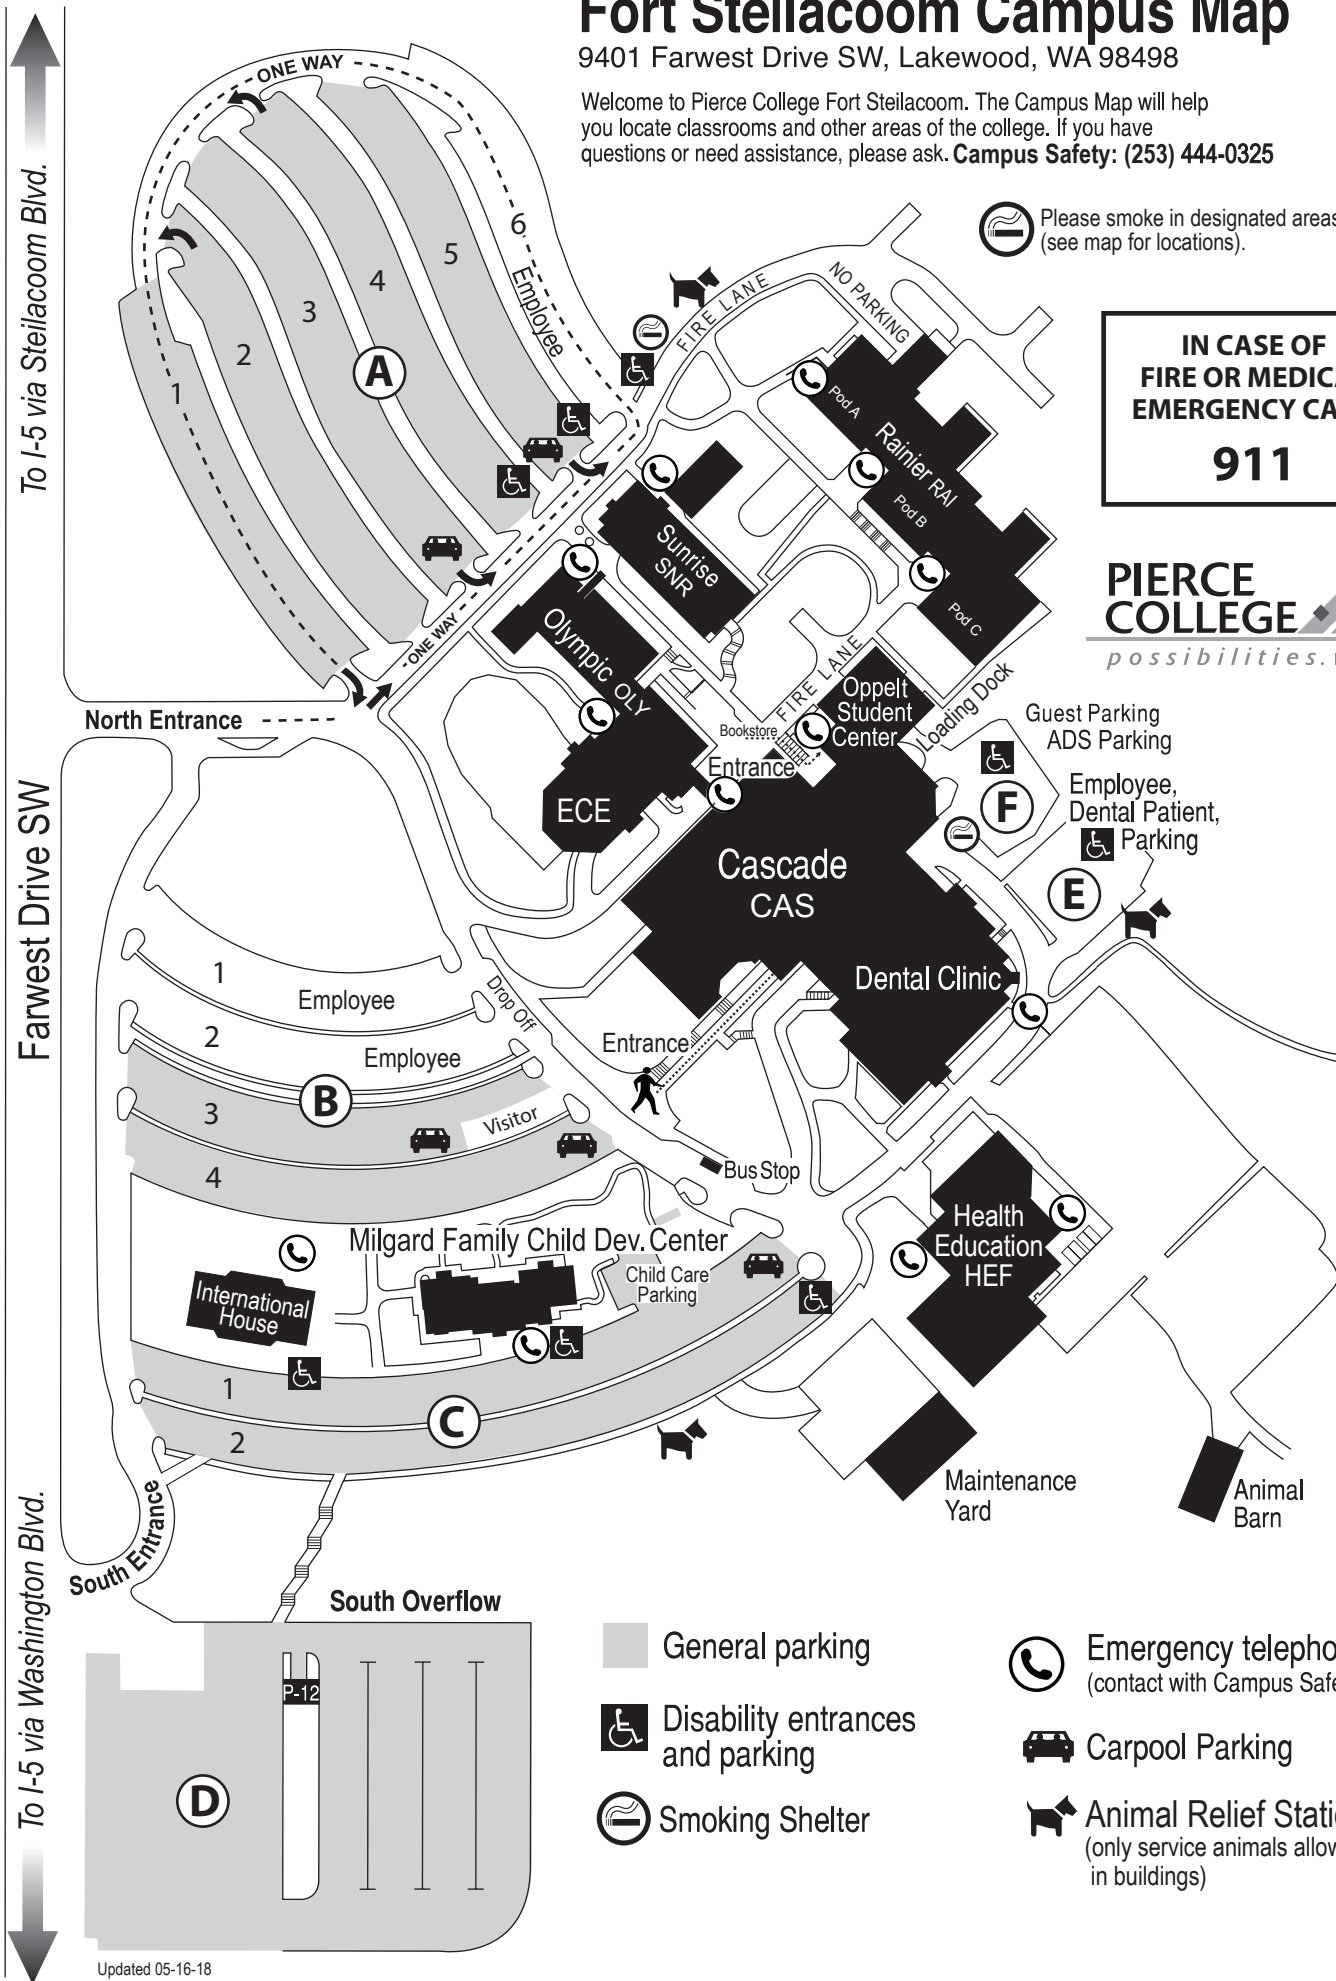 Fort Steilacoom Campus Map
9401 Farwest Drive SW, Lakewood, WA 98498
Welcome to Pierce College Fort Steilacoom. The Campus Map will help
you locate classrooms and other areas of the college. If you have
questions or need assistance, please ask. Campus Safety: (253) 444-0325
Please smoke in designated areas
(see map for locations).
IN CASE OF
FIRE OR MEDICA
EMERGENCY CA
911
PIERCE
COLLEGE
possibilities.
To I-5 via Steilacoom Blvd.
Farwest Drive SW
To I-5 via Washington Blvd.
ONE WAY
1
2
3
4
5
6
Employee
A
ONE WAY
North Entrance
FIRE LANE
NO PARKING
Pod A
Rainier RAI
Pod B
Pod C
Sunrise
SNR
Olympic OLY
ECE
FIRE LANE
Oppelt
Student
Center
Loading Dock
Bookstore
Entrance
Guest Parking
ADS Parking
F
Employee,
Dental Patient,
Parking
E
Cascade
CAS
Dental Clinic
1
Employee
2
Employee
B
3
Visitor
4
Drop Off
Entrance
Bus Stop
Milgard Family Child Dev. Center
Child Care
Parking
International
House
Health
Education
HEF
1
C
2
Maintenance
Yard
Animal
Barn
South Entrance
South Overflow
P-12
D
General parking
Disability entrances
and parking
Smoking Shelter
Emergency telepho
(contact with Campus Safe
Carpool Parking
Animal Relief Stati
(only service animals allow
in buildings)
Updated 05-16-18